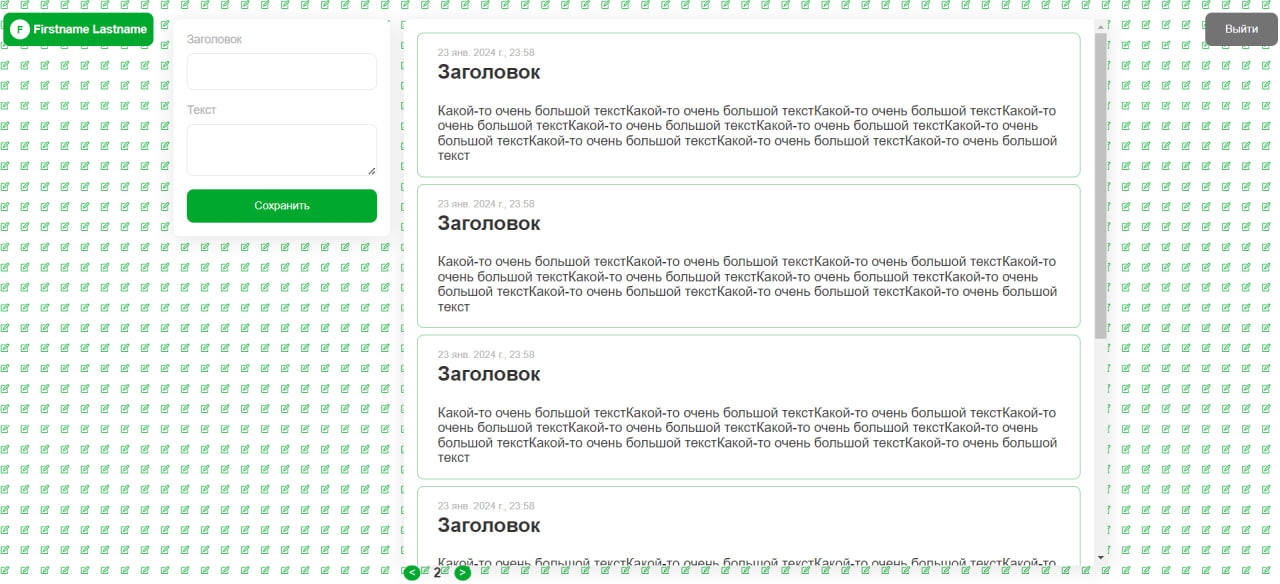 F Firstname Lastname
Выйти
Заголовок
Текст
Сохранить
23 янв. 2024 г., 23:58
Заголовок
Какой-то очень большой текстКакой-то очень большой текстКакой-то очень большой текстКакой-то
очень большой текстКакой-то очень большой текстКакой-то очень большой текстКакой-то очень
большой текстКакой-то очень большой текстКакой-то очень большой текстКакой-то очень большой
текст
23 янв. 2024 г., 23:58
Заголовок
Какой-то очень большой текстКакой-то очень большой текстКакой-то очень большой текстКакой-то
очень большой текстКакой-то очень большой текстКакой-то очень большой текстКакой-то очень
большой текстКакой-то очень большой текстКакой-то очень большой текстКакой-то очень большой
текст
23 янв. 2024 г., 23:58
Заголовок
Какой-то очень большой текстКакой-то очень большой текстКакой-то очень большой текстКакой-то
очень большой текстКакой-то очень большой текстКакой-то очень большой текстКакой-то очень
большой текстКакой-то очень большой текстКакой-то очень большой текстКакой-то очень большой
текст
23 янв. 2024 г., 23:58
Заголовок
Какой-то очень большой текстКакой-то очень большой текстКакой-то очень большой текстКакой-то
< 2 >